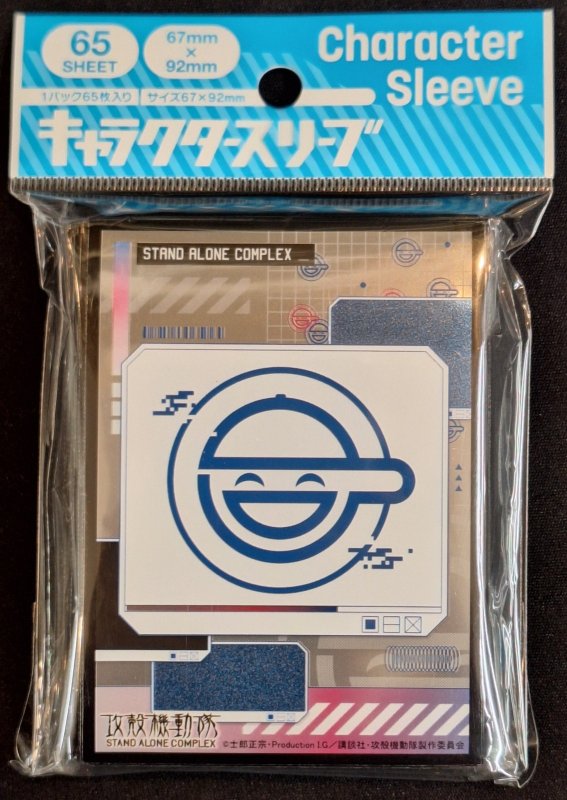 65
SHEET
67mm
×
92mm
Character
Sleeve
1パック65枚入り サイズ67×92mm
キャラクタースリーブ
STAND ALONE COMPLEX _
攻殻機動隊
STAND ALONE COMPLEX
©士郎正宗・Production I.G/講談社・攻殻機動隊製作委員会